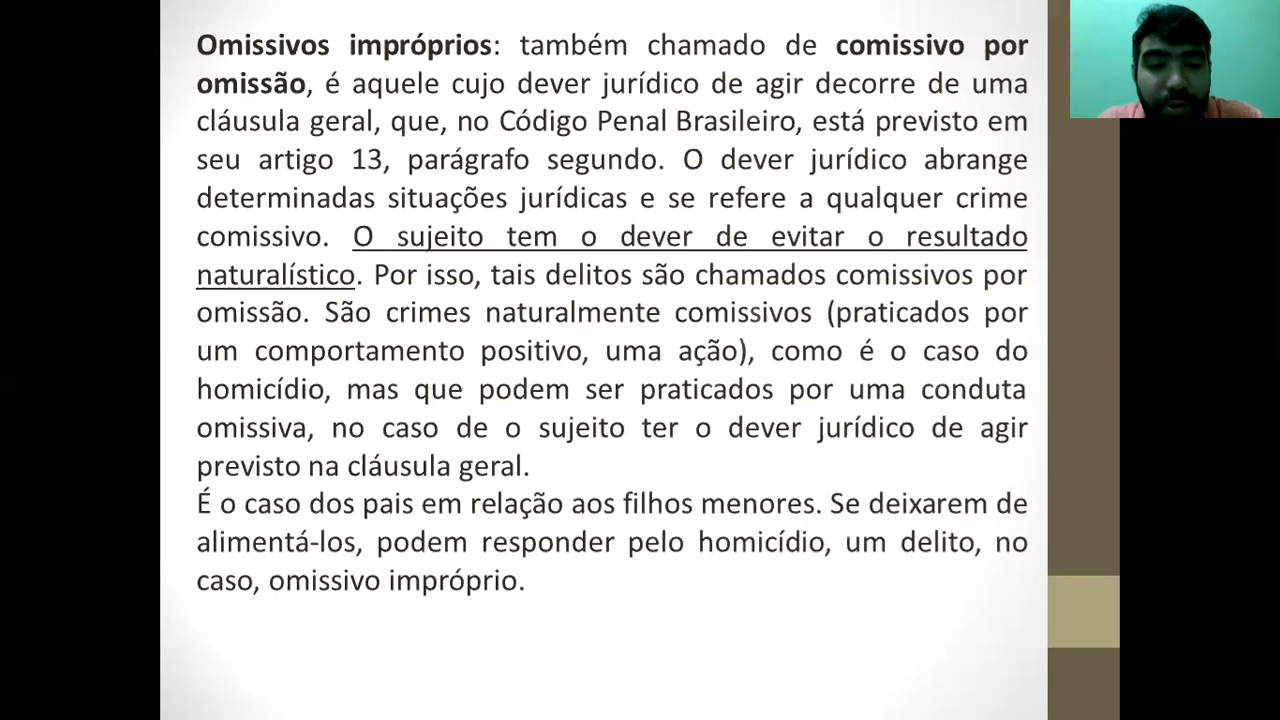 Omissivos impróprios: também chamado de comissivo por
omissão, é aquele cujo dever jurídico de agir decorre de uma
cláusula geral, que, no Código Penal Brasileiro, está previsto em
seu artigo 13, parágrafo segundo. O dever jurídico abrange
determinadas situações jurídicas e se refere a qualquer crime
comissivo. O sujeito tem o dever de evitar o resultado
naturalístico. Por isso, tais delitos são chamados comissivos por
omissão. São crimes naturalmente comissivos (praticados por
um comportamento positivo, uma ação), como é o caso do
homicídio, mas que podem ser praticados por uma conduta
omissiva, no caso de o sujeito ter o dever jurídico de agir
previsto na cláusula geral.
É o caso dos pais em relação aos filhos menores. Se deixarem de
alimentá-los, podem responder pelo homicídio, um delito, no
caso, omissivo impróprio.